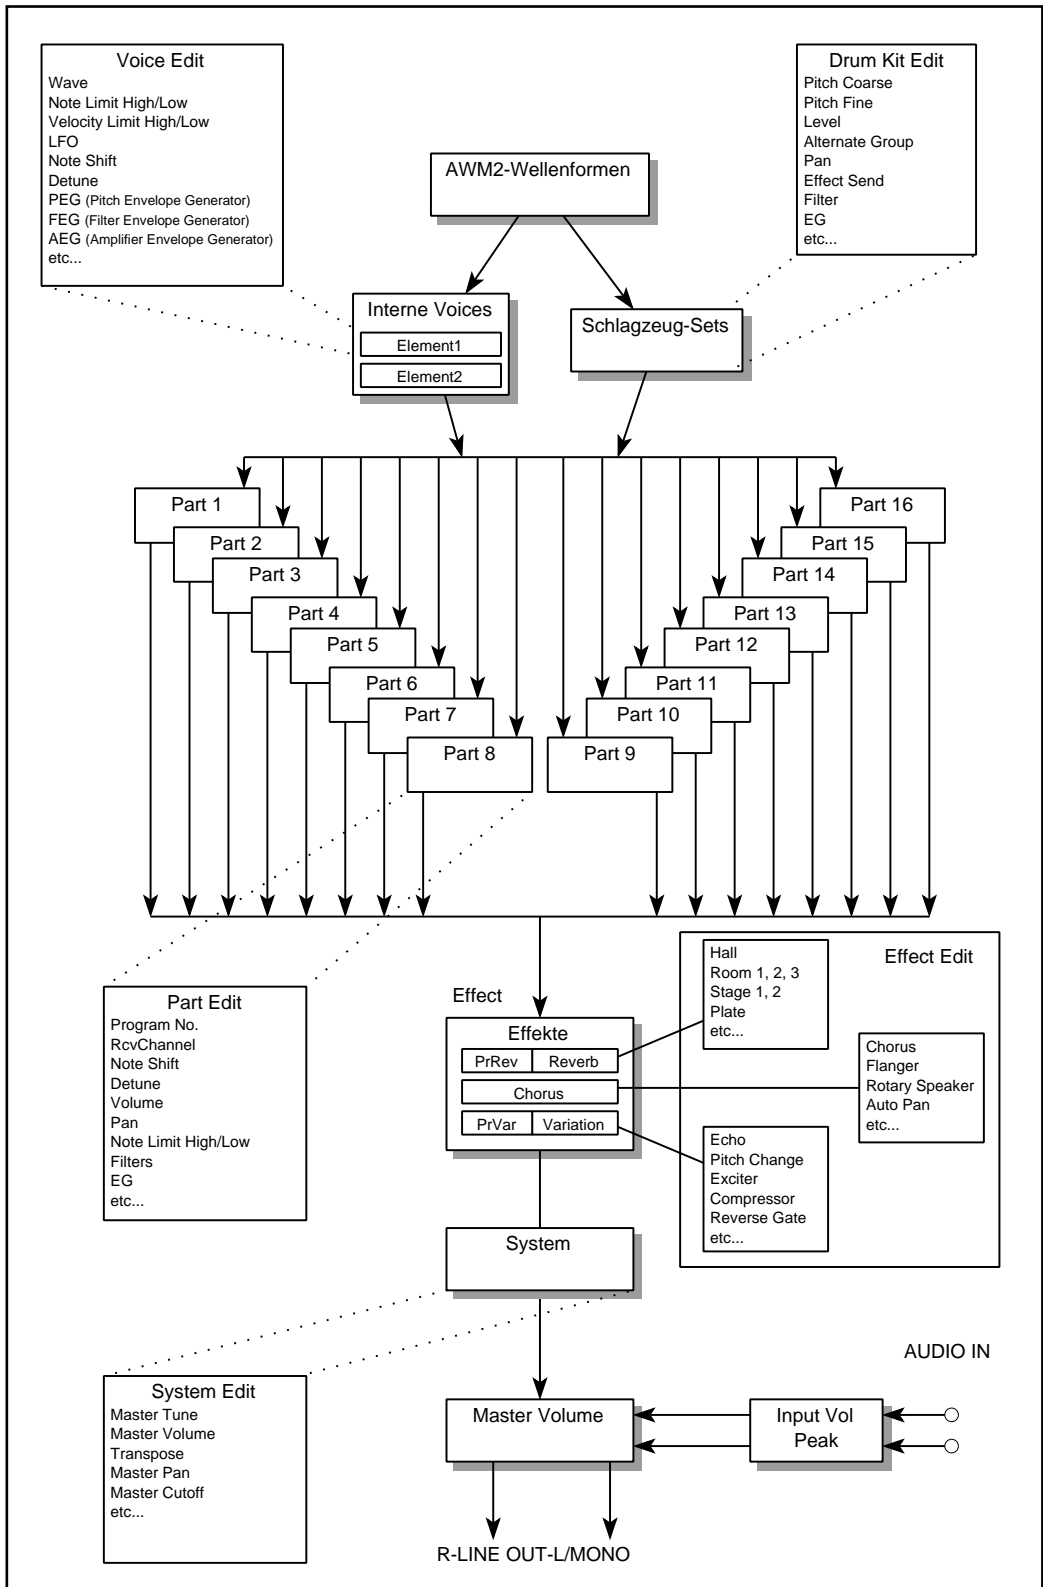 Voice Edit
Wave
Note Limit High/Low
Velocity Limit High/Low
LFO
Note Shift
Detune
PEG (Pitch Envelope Generator)
FEG (Filter Envelope Generator)
AEG (Amplifier Envelope Generator)
etc...
Drum Kit Edit
Pitch Coarse
Pitch Fine
Level
Alternate Group
Pan
Effect Send
Filter
EG
etc...
AWM2-Wellenformen
Interne Voices
Element1
Element2
Schlagzeug-Sets
Part 1
Part 2
Part 3
Part 4
Part 5
Part 6
Part 7
Part 8
Part 9
Part 10
Part 11
Part 12
Part 13
Part 14
Part 15
Part 16
Part Edit
Program No.
RcvChannel
Note Shift
Detune
Volume
Pan
Note Limit High/Low
Filters
EG
etc...
Effect
Effekte
PrRev
Reverb
Chorus
PrVar
Variation
Effect Edit
Hall
Room 1, 2, 3
Stage 1, 2
Plate
etc...
Chorus
Flanger
Rotary Speaker
Auto Pan
etc...
Echo
Pitch Change
Exciter
Compressor
Reverse Gate
etc...
System
System Edit
Master Tune
Master Volume
Transpose
Master Pan
Master Cutoff
etc...
AUDIO IN
Master Volume
Input Vol
Peak
R-LINE OUT-L/MONO